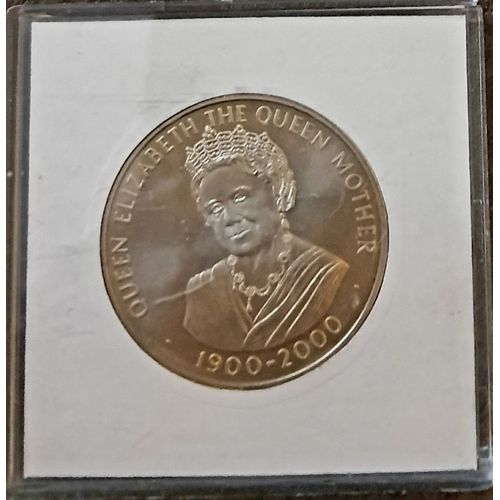 QUEEN ELIZABETH THE QUEEN MOTHER
1900-2000